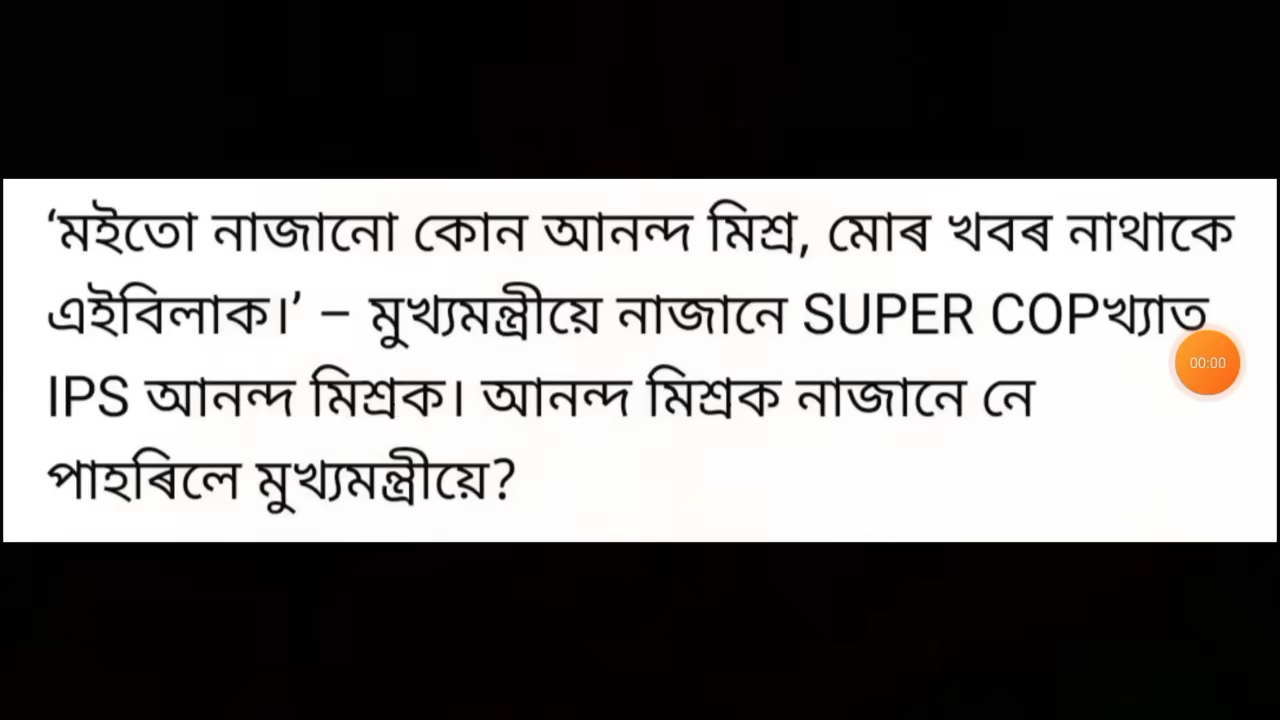 ‘মইতো নাজানো কোন আনন্দ মিশ্ৰ, মোৰ খবৰ নাথাকে
এইবিলাক।’ – মুখ্যমন্ত্ৰীয়ে নাজানে SUPER COPখ্যাত
00:00
IPS আনন্দ মিশ্ৰক। আনন্দ মিশ্ৰক নাজানে নে
পাহৰিলে মুখ্যমন্ত্ৰীয়ে?